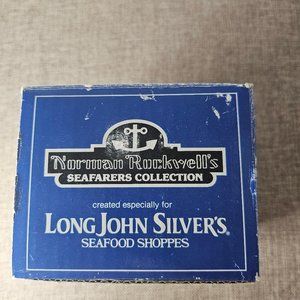 Norman Rockwell's
SEAFARERS COLLECTION
created especially for
LONG JOHN SILVER'S®
SEAFOOD SHOPPES